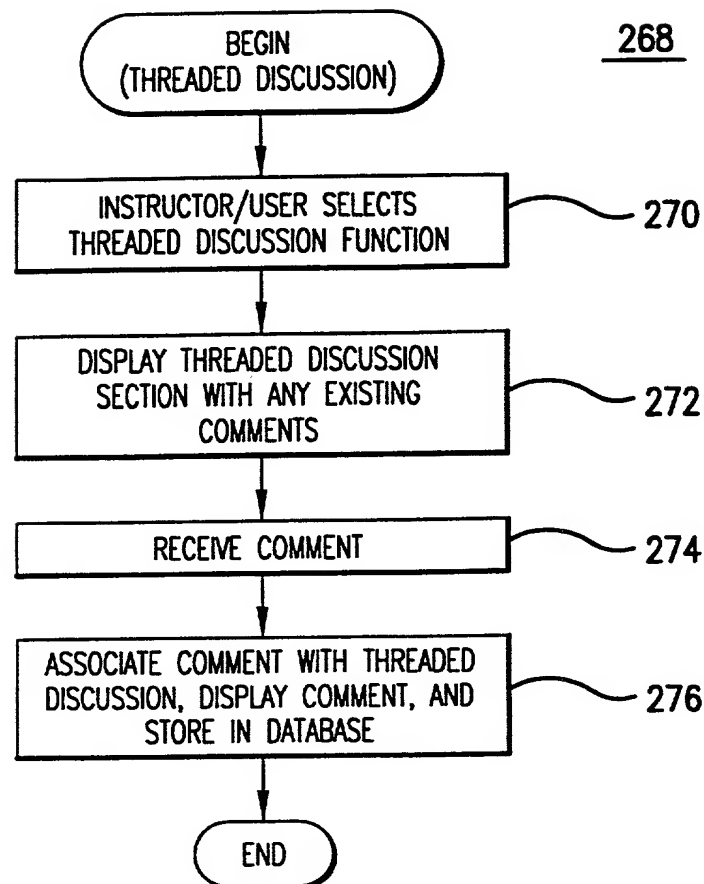 BEGIN
(THREADED DISCUSSION)
268
INSTRUCTOR/USER SELECTS
THREADED DISCUSSION FUNCTION
270
DISPLAY THREADED DISCUSSION
SECTION WITH ANY EXISTING
COMMENTS
272
RECEIVE COMMENT
274
ASSOCIATE COMMENT WITH THREADED
DISCUSSION, DISPLAY COMMENT, AND
STORE IN DATABASE
276
END